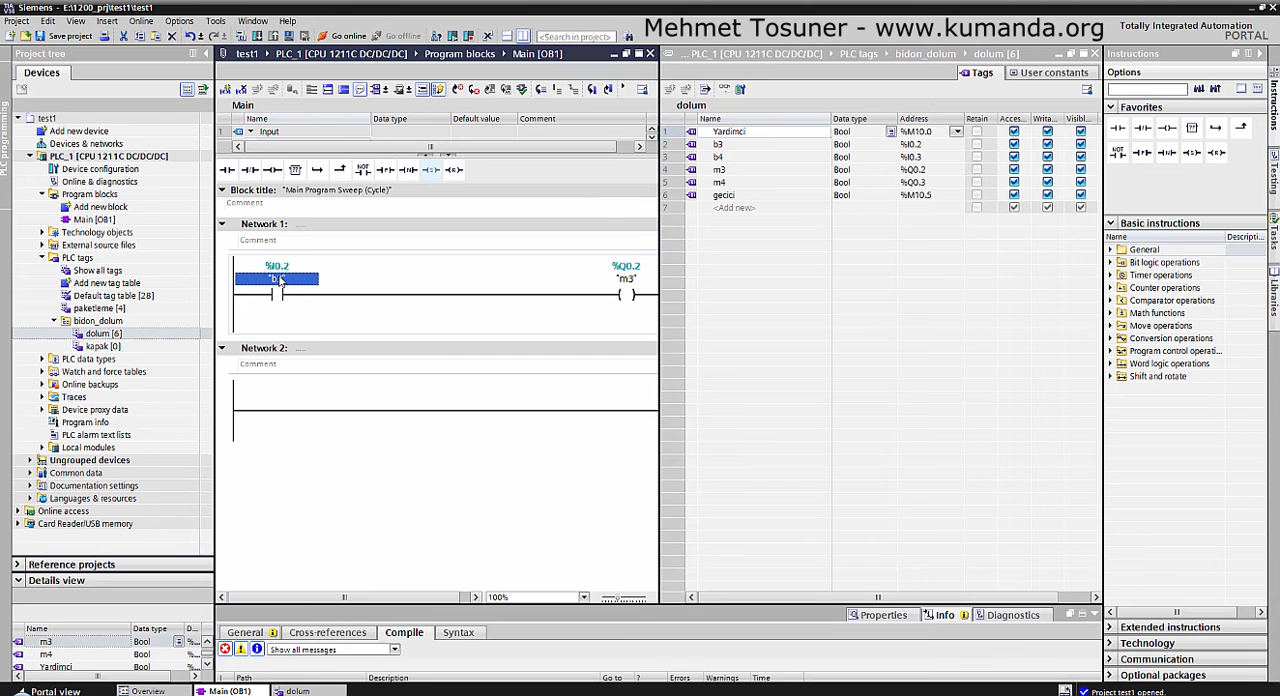 Siemens - E:\1200_prj\test1\test1
Mehmet Tosuner - www.kumanda.org
Project Edit View Insert Online Options Tools Window Help
Totally Integrated Automation
PORTAL
Save project Go online Go offline <Search in project>
Project tree
Devices
test1
Add new device
Devices & networks
PLC_1 [CPU 1211C DC/DC/DC]
Device configuration
Online & diagnostics
Program blocks
Add new block
Main [OB1]
Technology objects
External source files
PLC tags
Show all tags
Add new tag table
Default tag table [28]
paketleme [4]
bidon_dolum
dolum [6]
kapak [0]
PLC data types
Watch and force tables
Online backups
Traces
Device proxy data
Program info
PLC alarm text lists
Local modules
Ungrouped devices
Common data
Documentation settings
Languages & resources
Online access
Card Reader/USB memory
Reference projects
Details view
Name Data type D...
m3 Bool %...
m4 Bool %...
Yardimci Bool %...
PLC programming
test1 PLC_1 [CPU 1211C DC/DC/DC] Program blocks Main [OB1]
Main
Name Data type Default value Comment
1 Input
Block title: "Main Program Sweep (Cycle)"
Comment
Network 1: .....
Comment
%I0.2 %Q0.2
"m3"
Network 2: .....
Comment
100%
... PLC_1 [CPU 1211C DC/DC/DC] PLC tags bidon_dolum dolum [6]
Tags User constants
dolum
Name Data type Address Retain Acces... Writa... Visibl...
1 Yardimci Bool %M10.0
2 b3 Bool %I0.2
3 b4 Bool %I0.3
4 m3 Bool %Q0.2
5 m4 Bool %Q0.3
6 gecici Bool %M10.5
7 <Add new>
Properties Info Diagnostics
General Cross-references Compile Syntax
Show all messages
Path Description Go to ? Errors Warnings Time
Instructions
Options
Favorites
Basic instructions
Name Descripti...
General
Bit logic operations
Timer operations
Counter operations
Comparator operations
Math functions
Move operations
Conversion operations
Program control operati...
Word logic operations
Shift and rotate
Extended instructions
Technology
Communication
Optional packages
Instructions
Testing
Tasks
Libraries
Portal view Overview Main (OB1) dolum Project test1 opened.